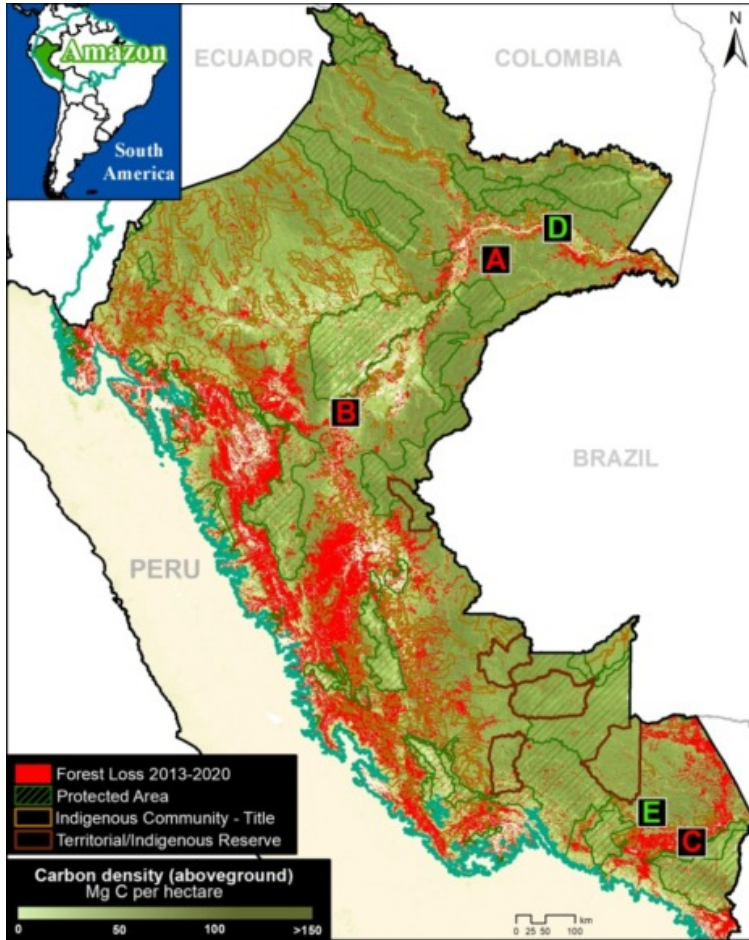 Amazon
South
America
ECUADOR
COLOMBIA
N
D
A
B
BRAZIL
PERU
E
C
Forest Loss 2013-2020
Protected Area
Indigenous Community - Title
Territorial/Indigenous Reserve
Carbon density (aboveground)
Mg C per hectare
0 50 100 >150
km
0 25 50 100